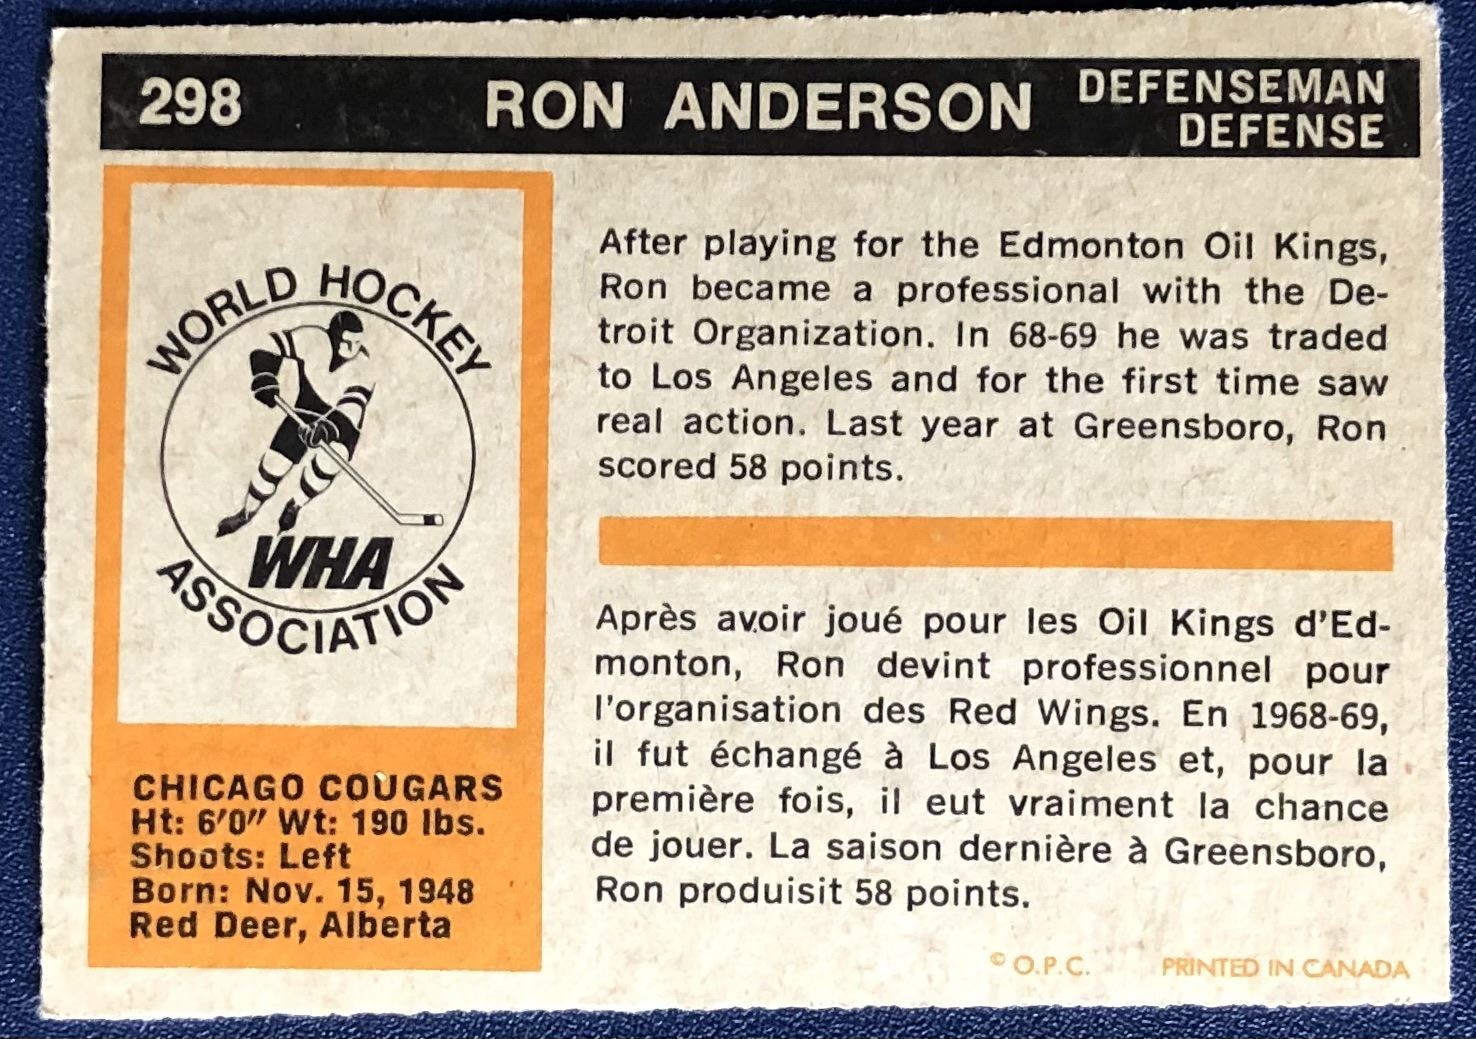 298
RON ANDERSON
DEFENSEMAN
DEFENSE
WORLD HOCKEY
WHA
ASSOCIATION
CHICAGO COUGARS
Ht: 6'0" Wt: 190 lbs.
Shoots: Left
Born: Nov. 15, 1948
Red Deer, Alberta
After playing for the Edmonton Oil Kings,
Ron became a professional with the De-
troit Organization. In 68-69 he was traded
to Los Angeles and for the first time saw
real action. Last year at Greensboro, Ron
scored 58 points.
Après avoir joué pour les Oil Kings d'Ed-
monton, Ron devint professionnel pour
l'organisation des Red Wings. En 1968-69,
il fut échangé à Los Angeles et, pour la
première fois, il eut vraiment la chance
de jouer. La saison dernière à Greensboro,
Ron produisit 58 points.
© O.P.C. PRINTED IN CANADA